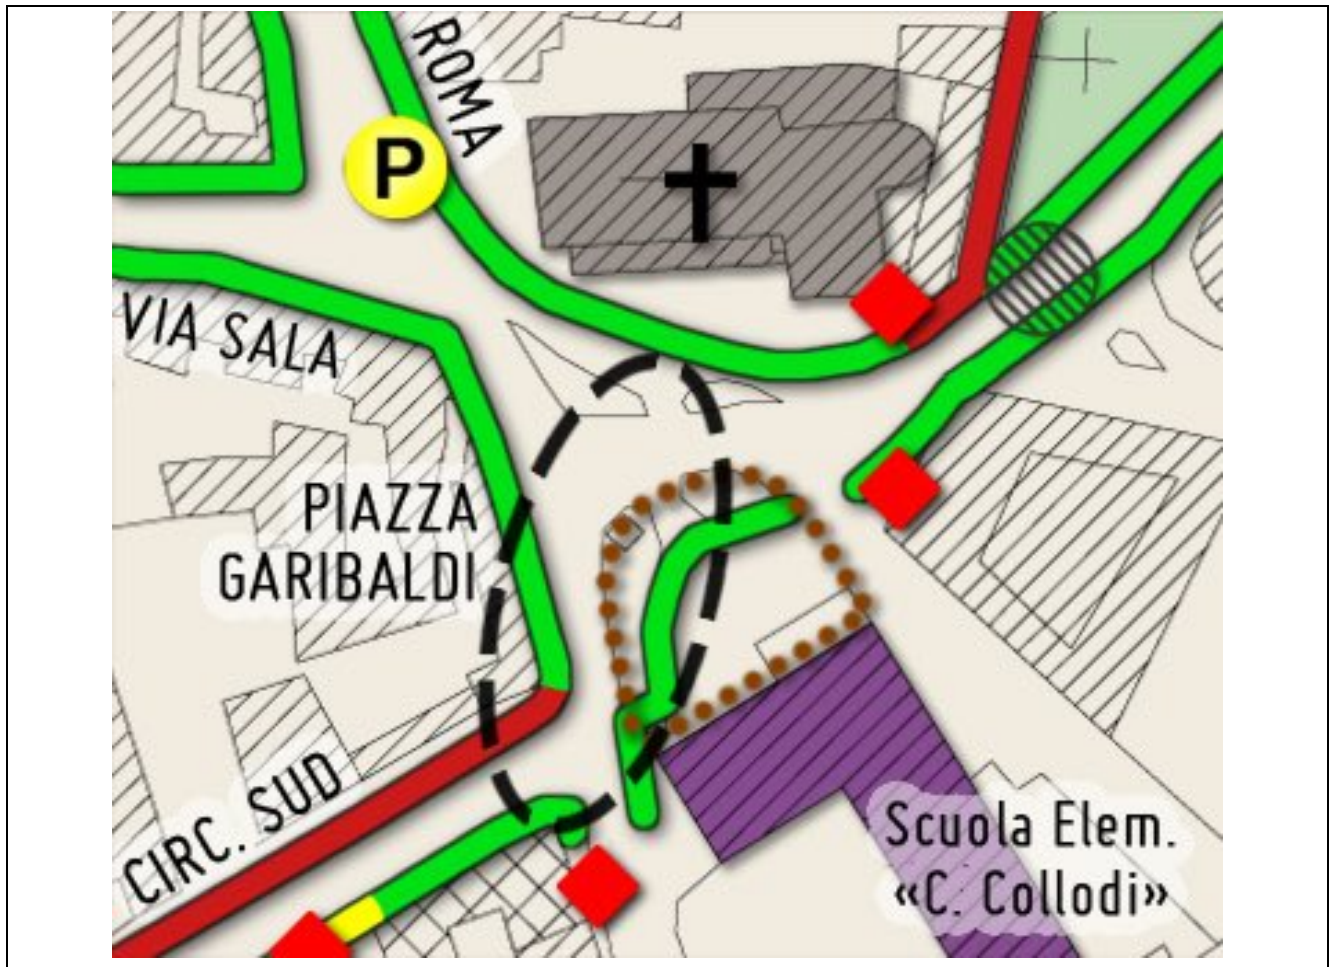 ROMA
P
VIA SALA
PIAZZA
GARIBALDI
CIRC. SUD
Scuola Elem.
«C. Collodi»